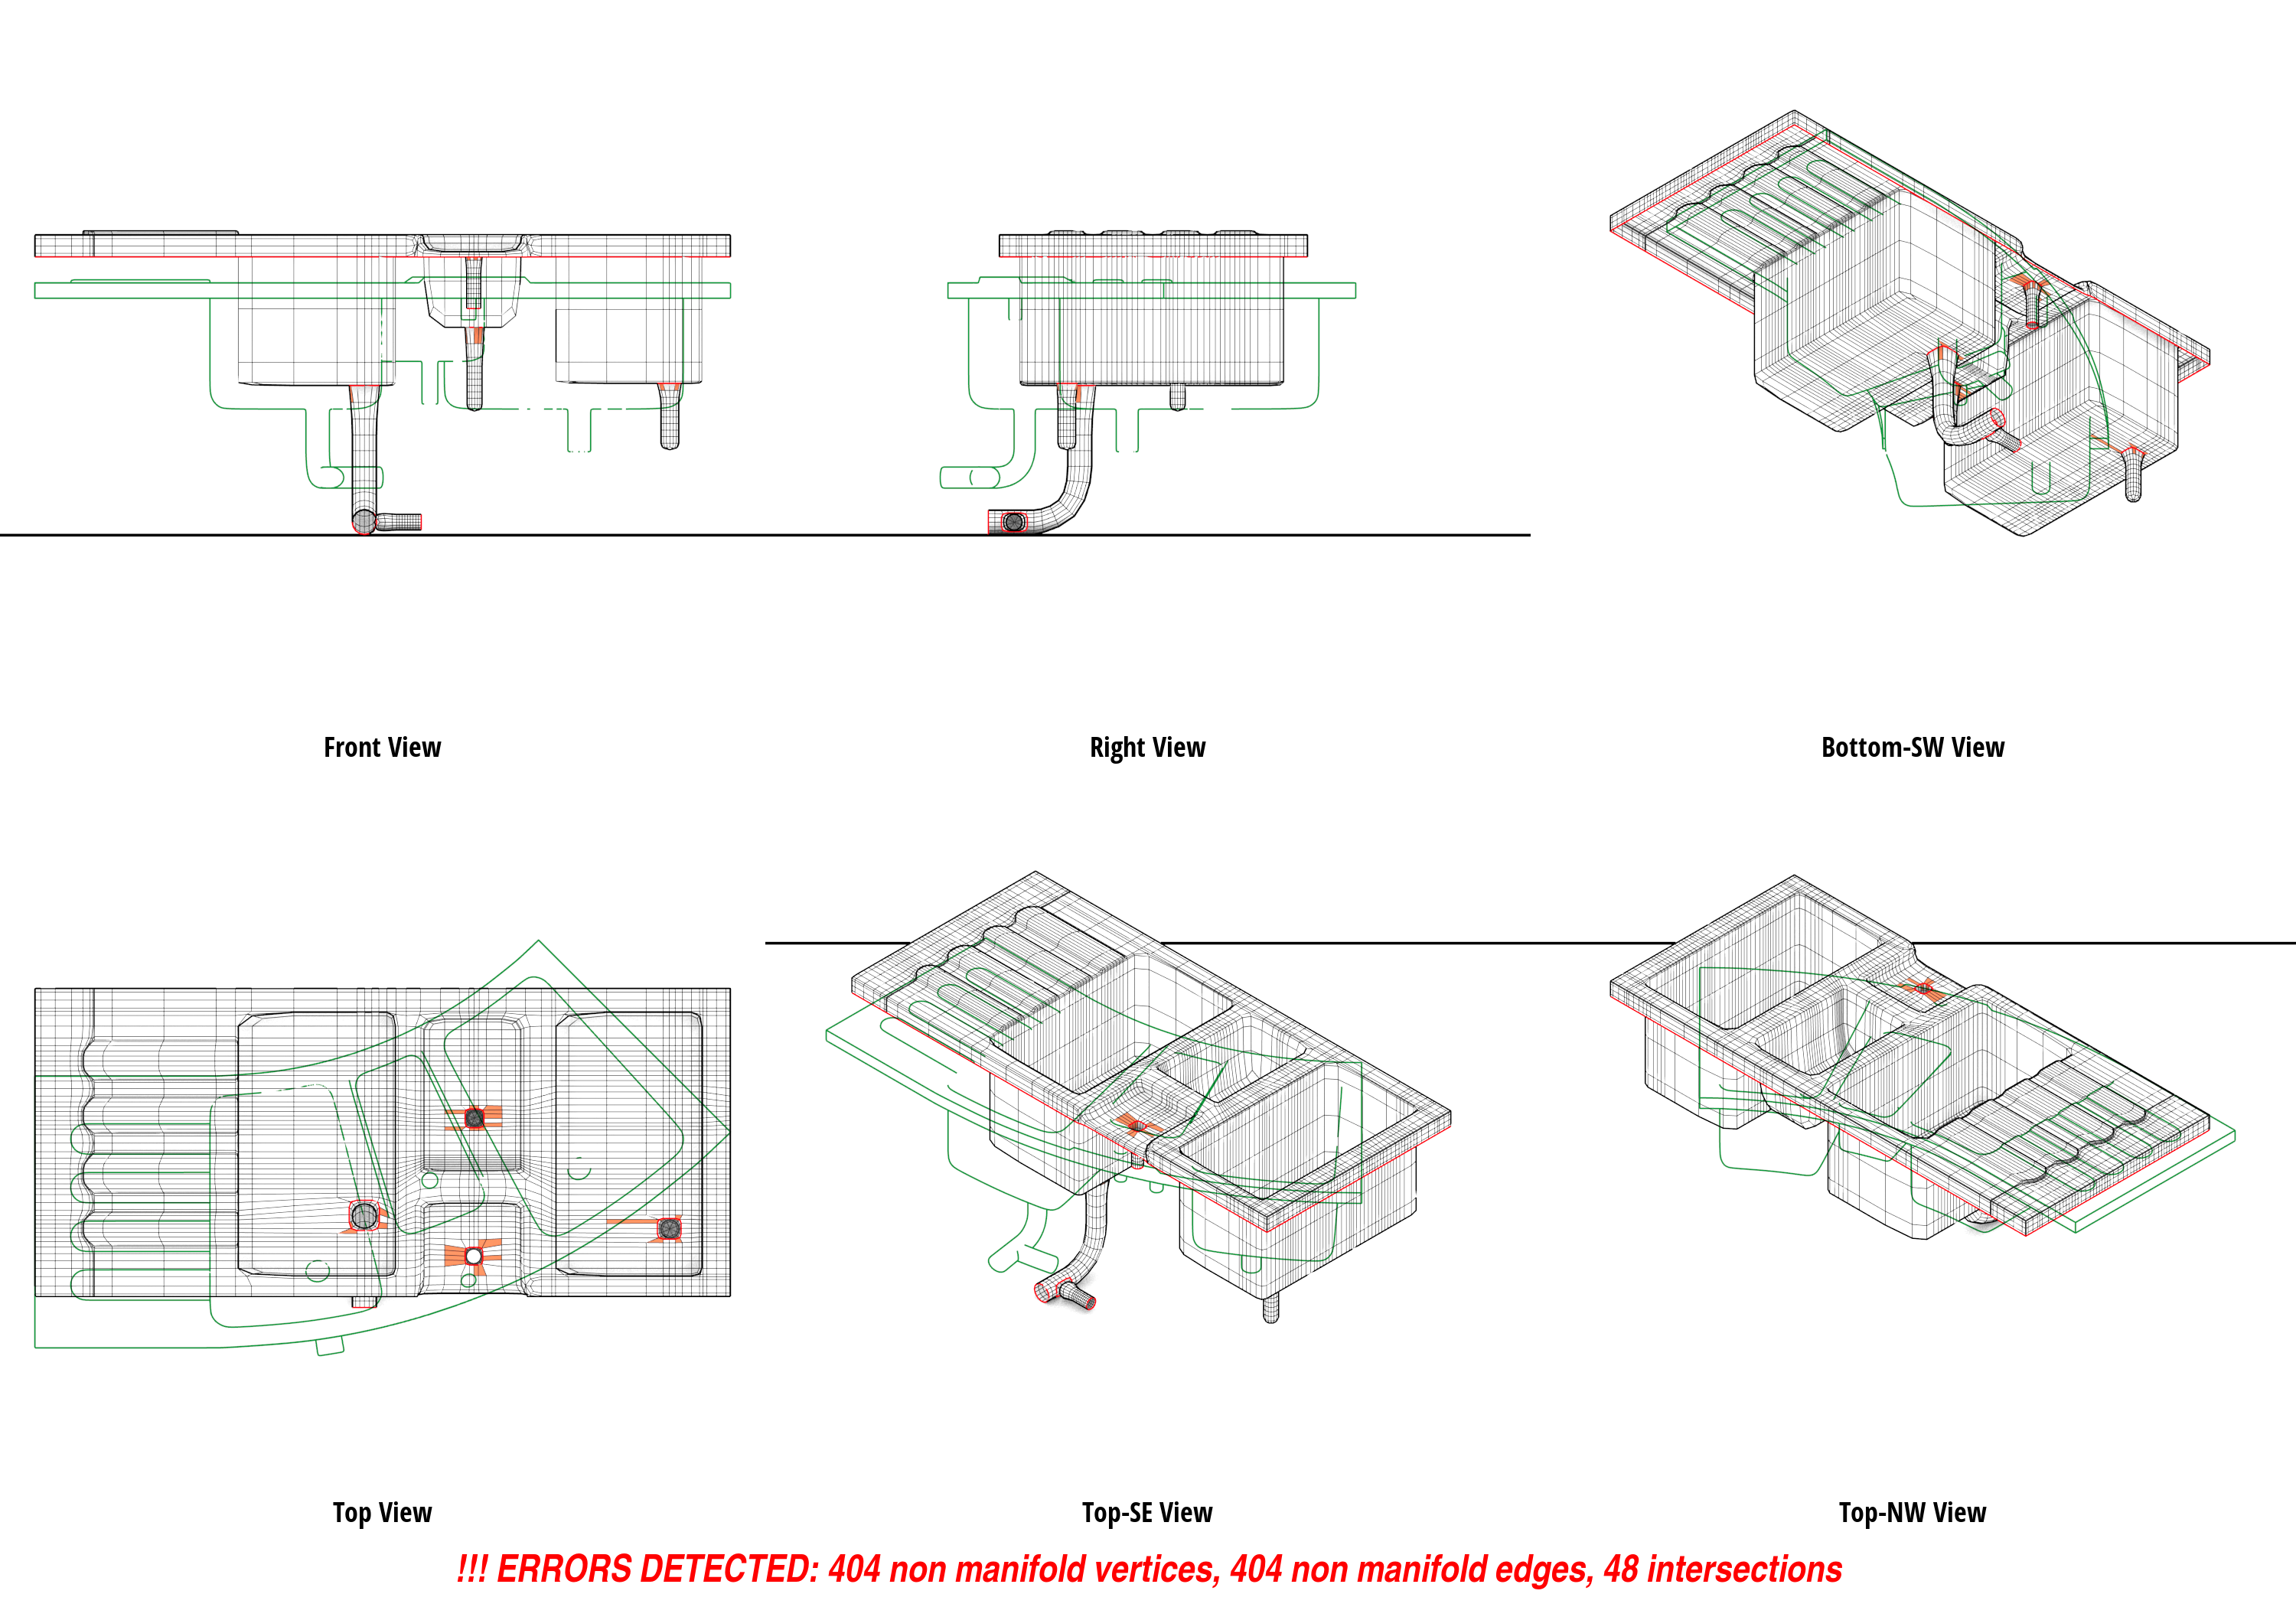 Front View
Right View
Bottom-SW View
Top View
Top-SE View
Top-NW View
!!! ERRORS DETECTED: 404 non manifold vertices, 404 non manifold edges, 48 intersections